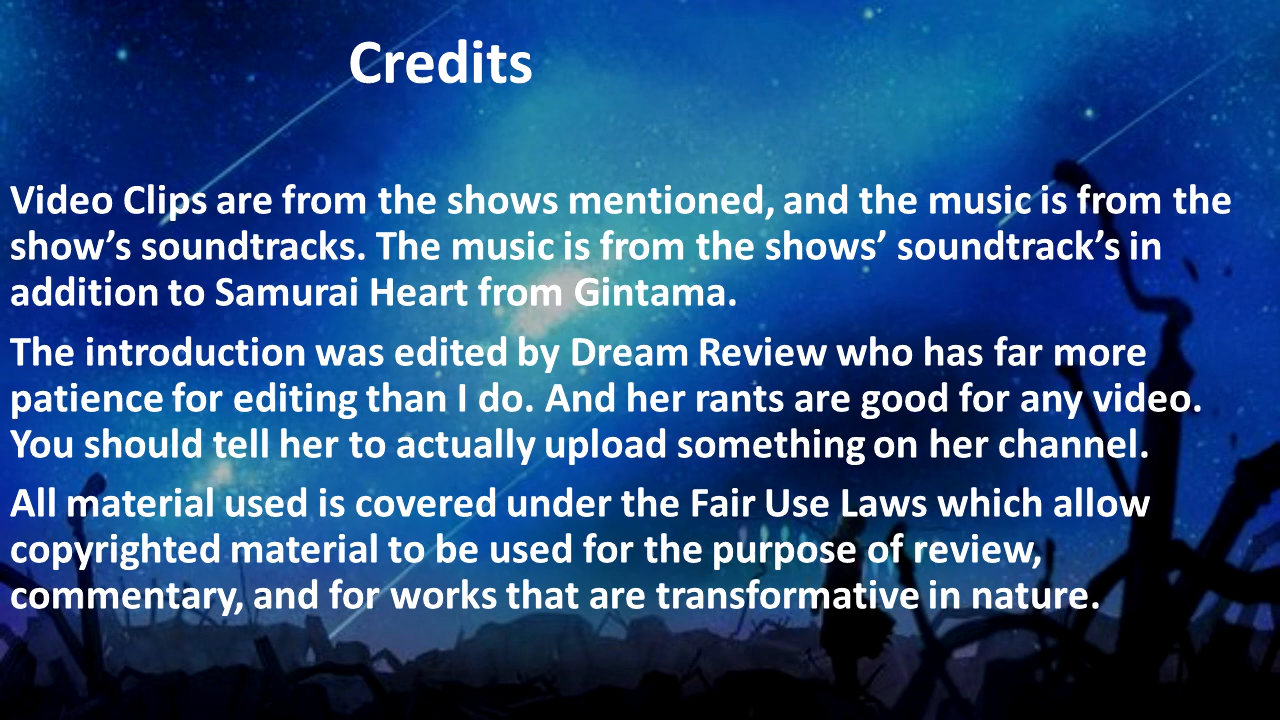 Credits
Video Clips are from the shows mentioned, and the music is from the
show’s soundtracks. The music is from the shows’ soundtrack’s in
addition to Samurai Heart from Gintama.
The introduction was edited by Dream Review who has far more
patience for editing than I do. And her rants are good for any video.
You should tell her to actually upload something on her channel.
All material used is covered under the Fair Use Laws which allow
copyrighted material to be used for the purpose of review,
commentary, and for works that are transformative in nature.